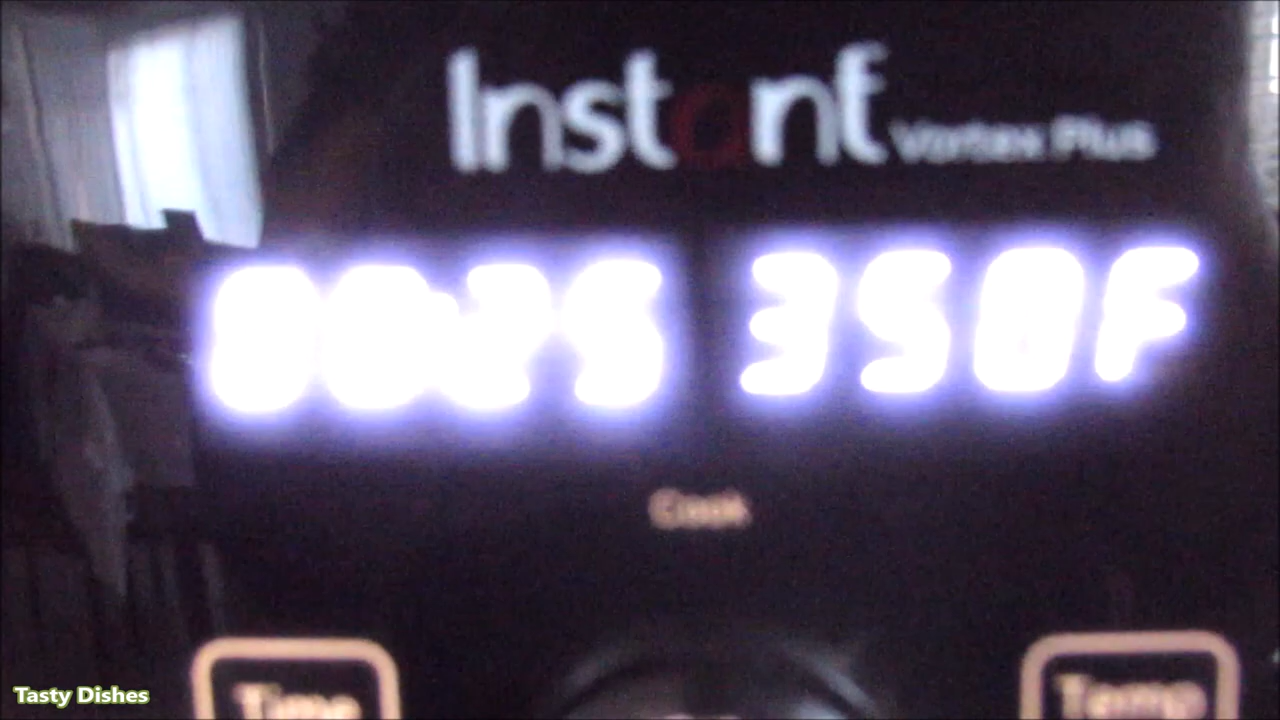 Instant Vortex Plus
00:25 350F
Cook
Time
Temp
Tasty Dishes